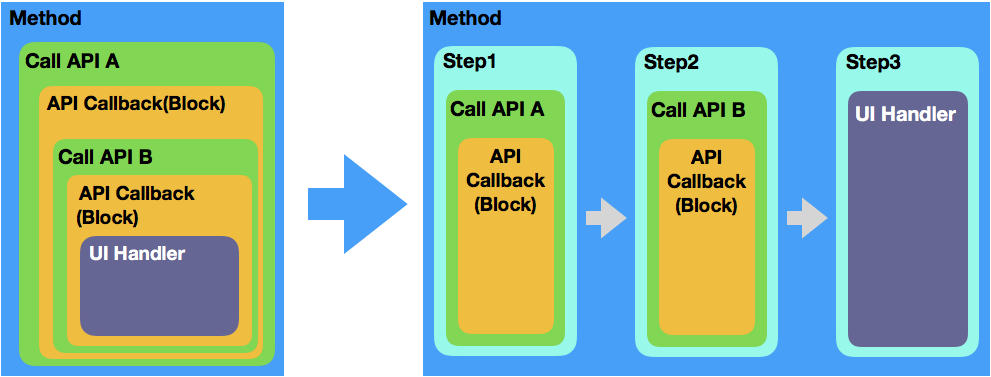 Method
Call API A
API Callback(Block)
Call API B
API Callback
(Block)
UI Handler
Method
Step1
Call API A
API
Callback
(Block)
Step2
Call API B
API
Callback
(Block)
Step3
UI Handler